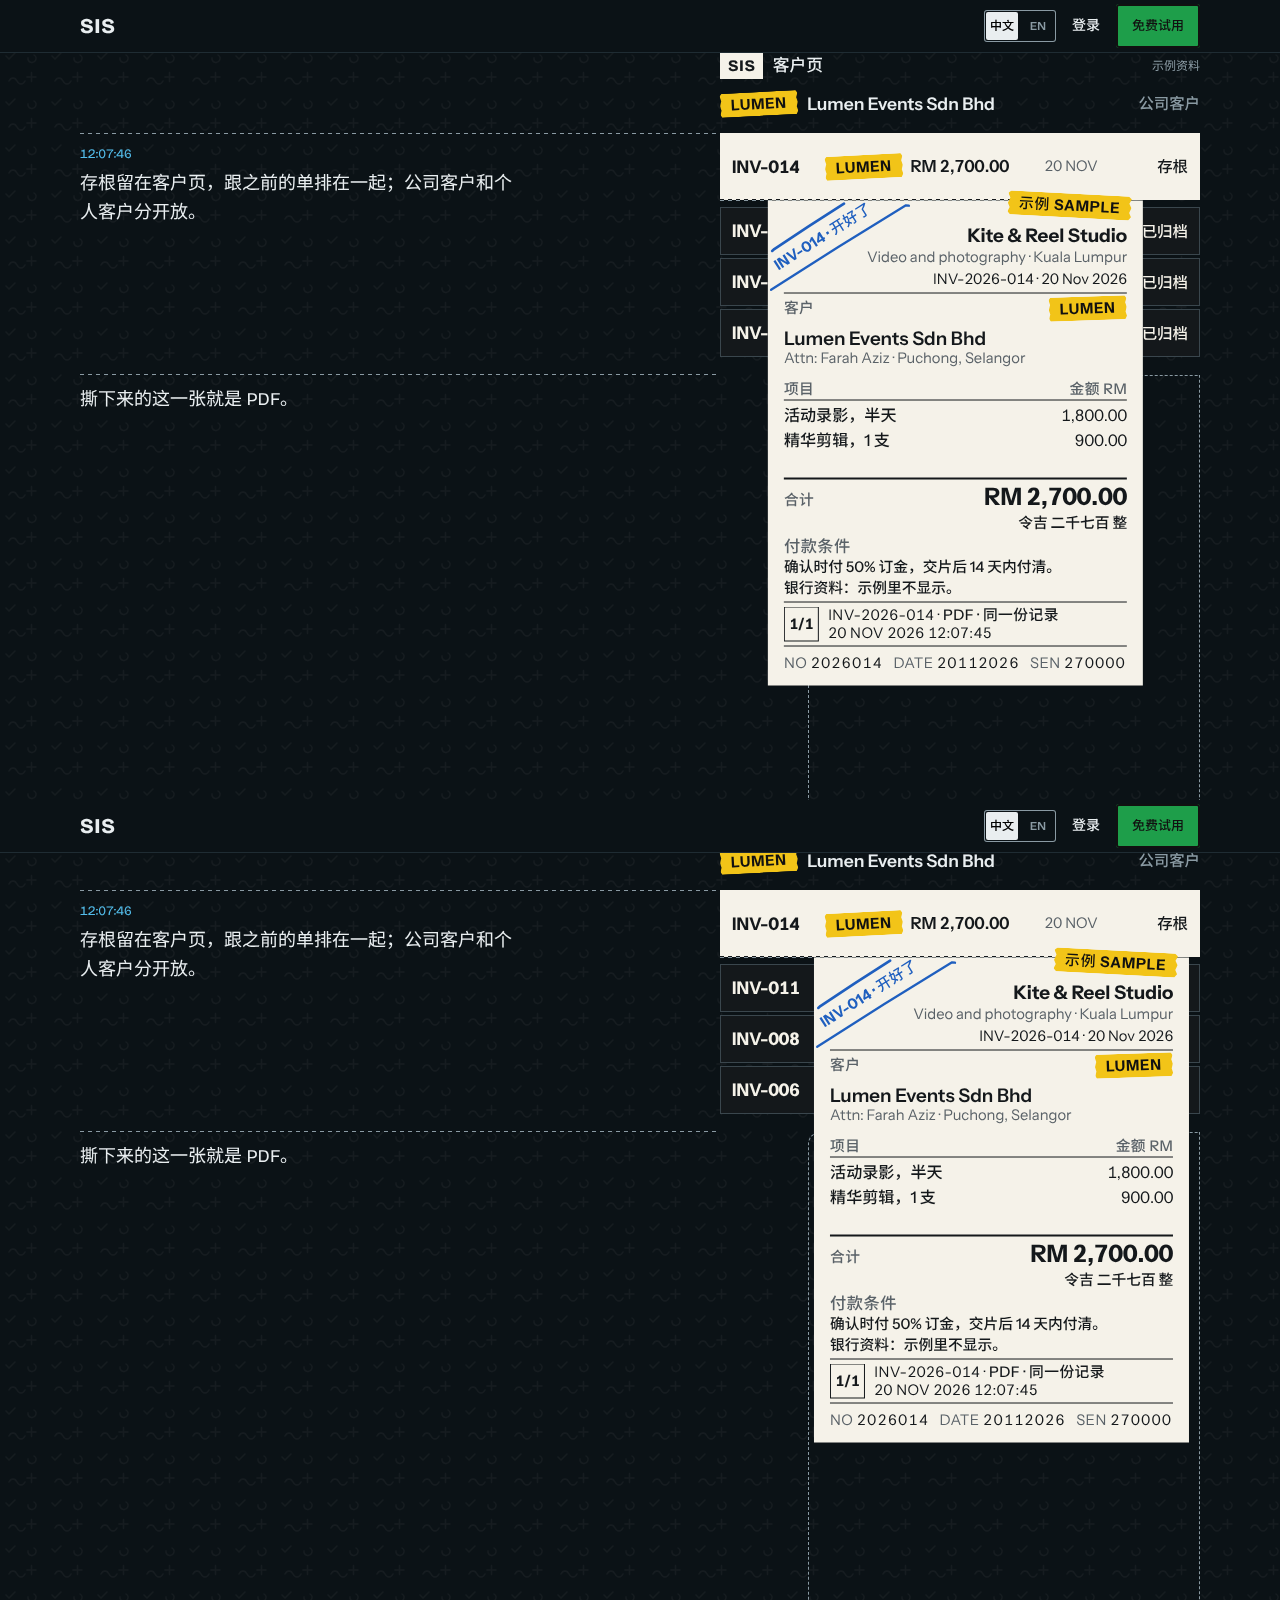 SIS
中文 EN 登录 免费试用
SIS 客户页 示例资料
LUMEN Lumen Events Sdn Bhd 公司客户
12:07:46
存根留在客户页，跟之前的单排在一起；公司客户和个
人客户分开放。
撕下来的这一张就是 PDF。
INV-014 LUMEN RM 2,700.00 20 NOV 存根
INV- 已归档
INV- 已归档
INV- 已归档
示例 SAMPLE
INV-014·开好了
Kite & Reel Studio
Video and photography · Kuala Lumpur
INV-2026-014 · 20 Nov 2026
客户 LUMEN
Lumen Events Sdn Bhd
Attn: Farah Aziz · Puchong, Selangor
项目 金额 RM
活动录影，半天 1,800.00
精华剪辑，1 支 900.00
合计 RM 2,700.00
令吉 二千七百 整
付款条件
确认时付 50% 订金，交片后 14 天内付清。
银行资料：示例里不显示。
1/1 INV-2026-014 · PDF · 同一份记录
20 NOV 2026 12:07:45
NO 2026014 DATE 20112026 SEN 270000
SIS
中文 EN 登录 免费试用
LUMEN Lumen Events Sdn Bhd 公司客户
12:07:46
存根留在客户页，跟之前的单排在一起；公司客户和个
人客户分开放。
撕下来的这一张就是 PDF。
INV-014 LUMEN RM 2,700.00 20 NOV 存根
INV-011
INV-008
INV-006
示例 SAMPLE
INV-014·开好了
Kite & Reel Studio
Video and photography · Kuala Lumpur
INV-2026-014 · 20 Nov 2026
客户 LUMEN
Lumen Events Sdn Bhd
Attn: Farah Aziz · Puchong, Selangor
项目 金额 RM
活动录影，半天 1,800.00
精华剪辑，1 支 900.00
合计 RM 2,700.00
令吉 二千七百 整
付款条件
确认时付 50% 订金，交片后 14 天内付清。
银行资料：示例里不显示。
1/1 INV-2026-014 · PDF · 同一份记录
20 NOV 2026 12:07:45
NO 2026014 DATE 20112026 SEN 270000